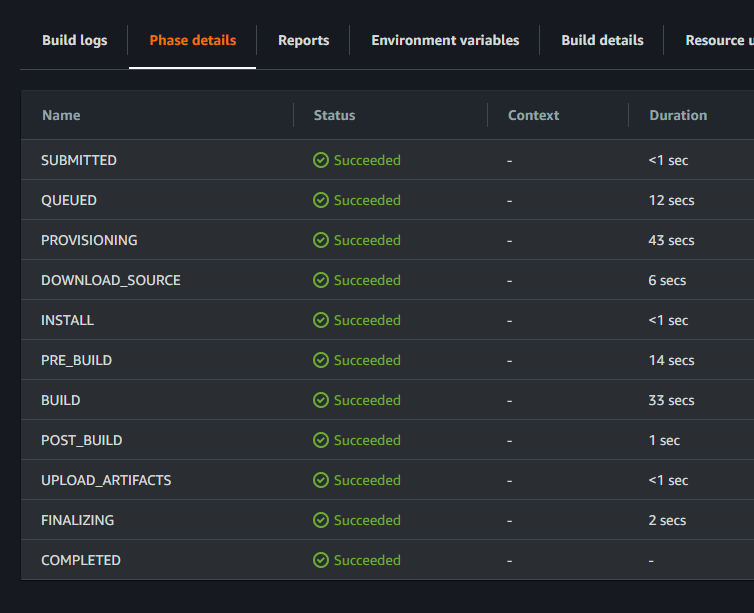 Build logs Phase details Reports Environment variables Build details Resource u
Name Status Context Duration
SUBMITTED Succeeded - <1 sec
QUEUED Succeeded - 12 secs
PROVISIONING Succeeded - 43 secs
DOWNLOAD_SOURCE Succeeded - 6 secs
INSTALL Succeeded - <1 sec
PRE_BUILD Succeeded - 14 secs
BUILD Succeeded - 33 secs
POST_BUILD Succeeded - 1 sec
UPLOAD_ARTIFACTS Succeeded - <1 sec
FINALIZING Succeeded - 2 secs
COMPLETED Succeeded - -